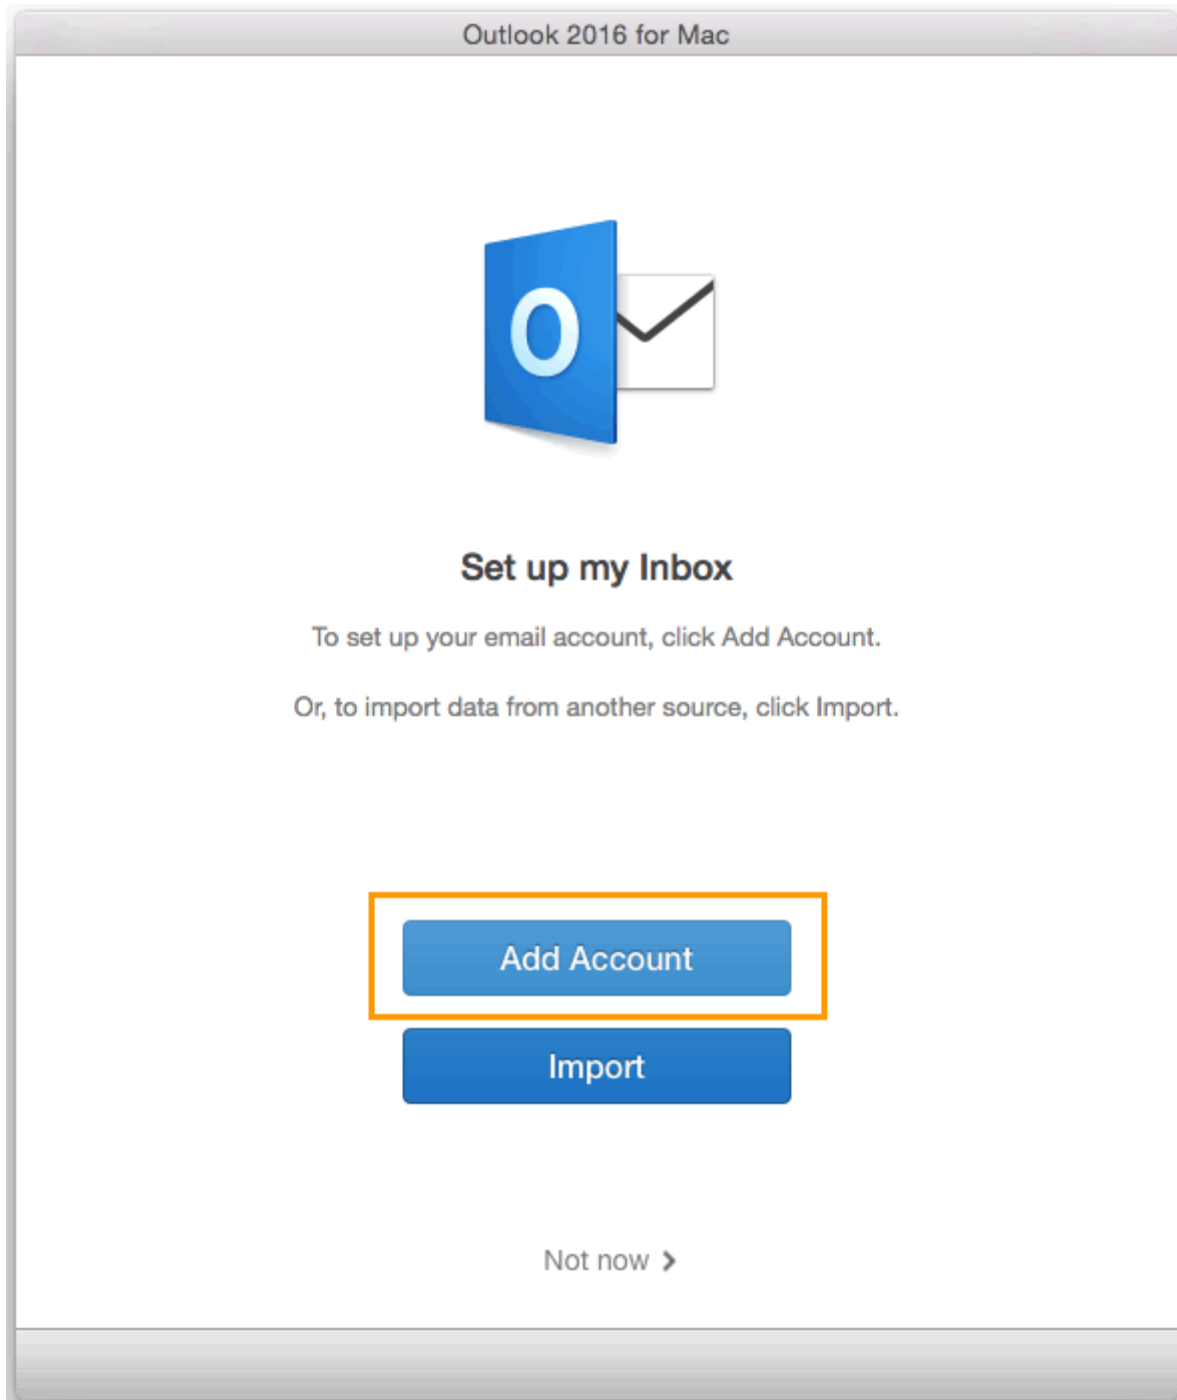 Outlook 2016 for Mac
O
Set up my Inbox
To set up your email account, click Add Account.
Or, to import data from another source, click Import.
Add Account
Import
Not now